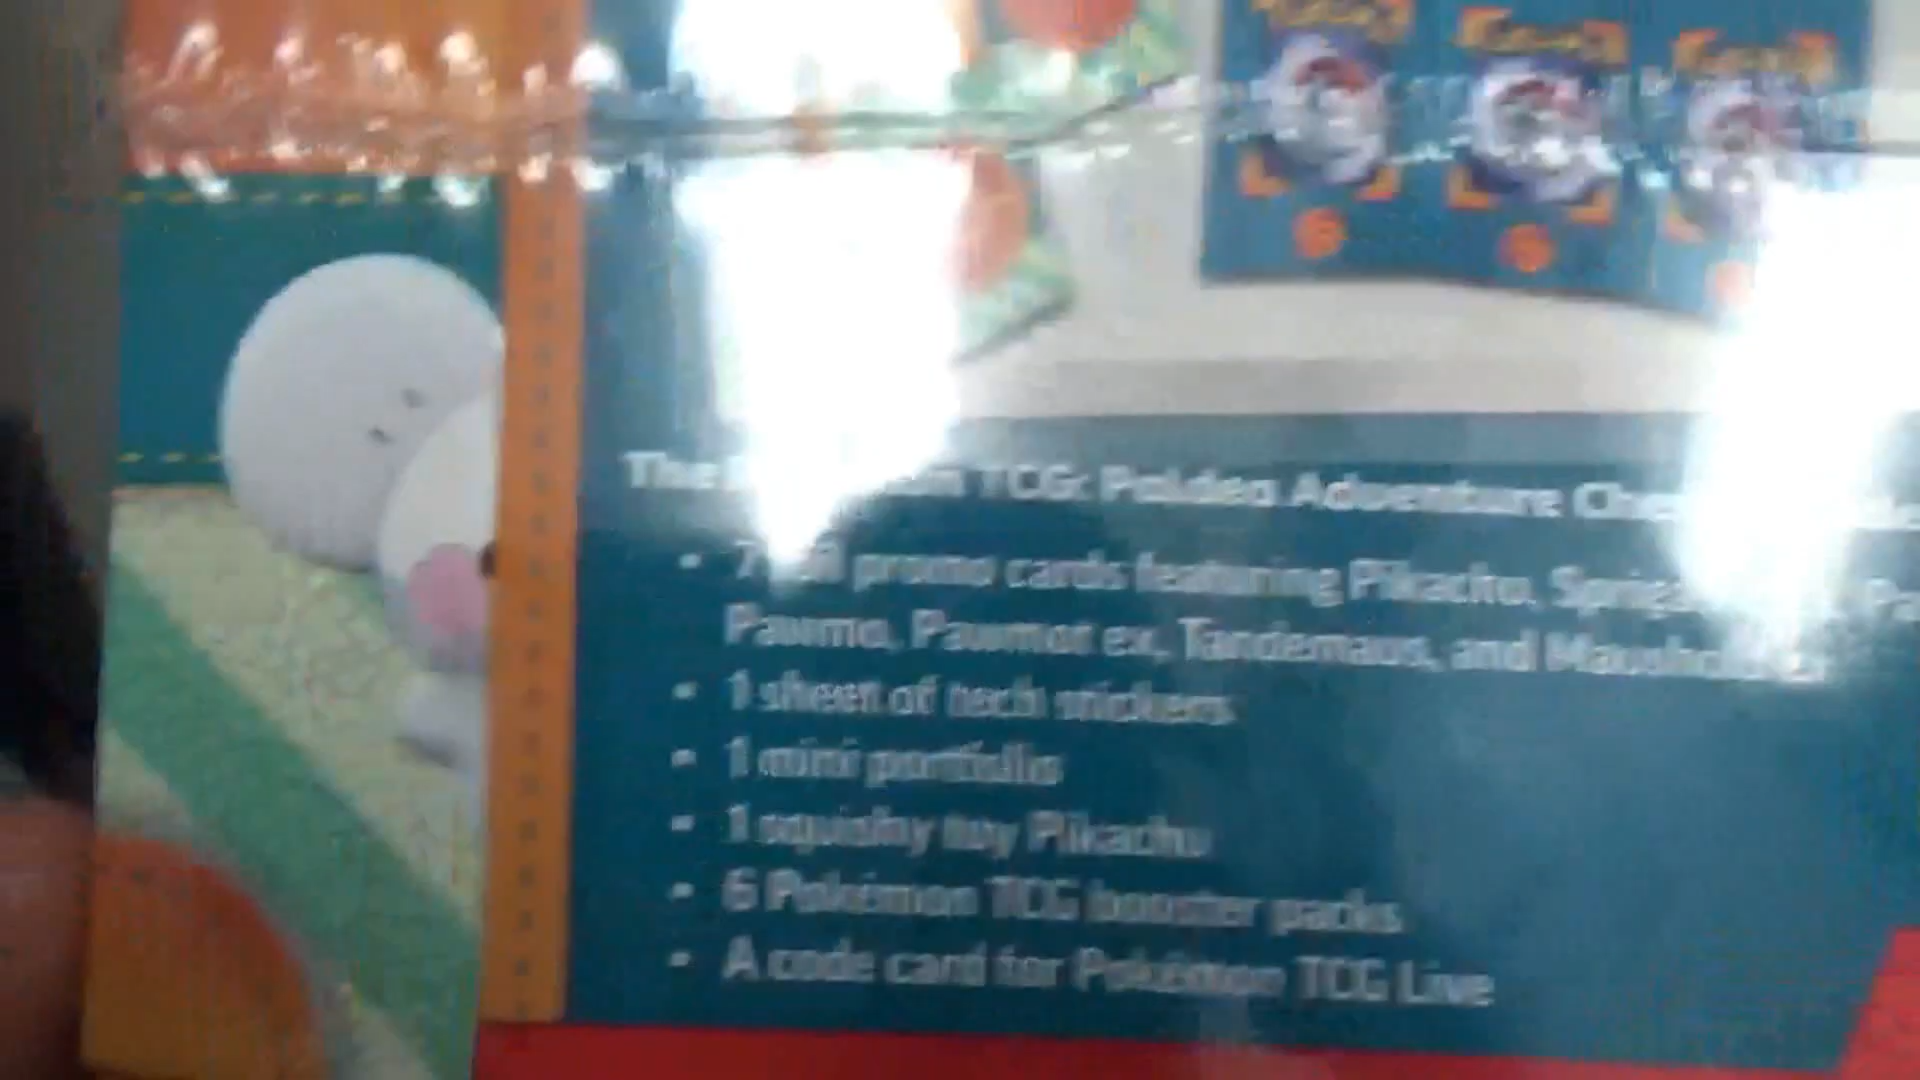 The TCG: Paldea Adventure
• 7 promo cards featuring Pikachu,
Pawmo, Pawmot ex, Tandemaus, and
• 1 sheet of tech stickers
• 1 mini portfolio
• 1 squishy toy Pikachu
• 6 Pokémon TCG booster packs
• A code card for Pokémon TCG Live